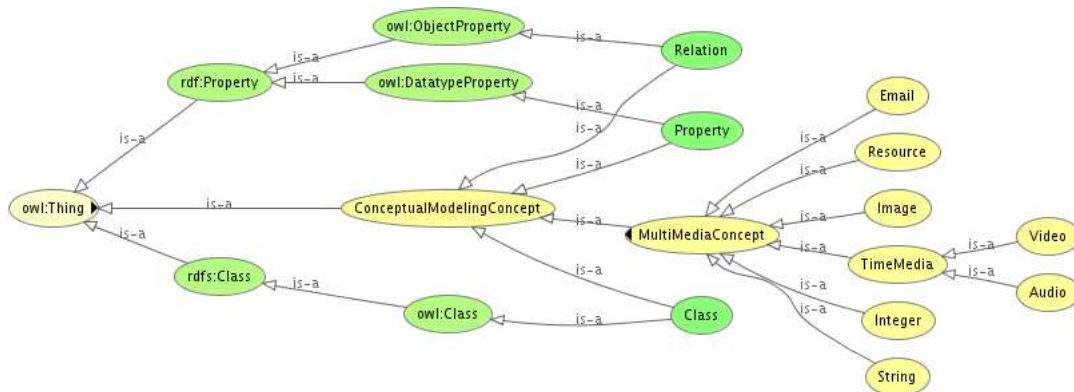 owl:ObjectProperty
is-a
Relation
is-a
rdf:Property
is-a
owl:DatatypeProperty
is-a
Email
is-a
is-a
Property
is-a
is-a
Resource
is-a
is-a
owl:Thing
is-a
ConceptualModelingConcept
is-a
MultiMediaConcept
is-a
Image
Video
is-a
is-a
is-a
TimeMedia
is-a
rdfs:Class
is-a
is-a
is-a
Audio
owl:Class
is-a
Class
is-a
Integer
is-a
String